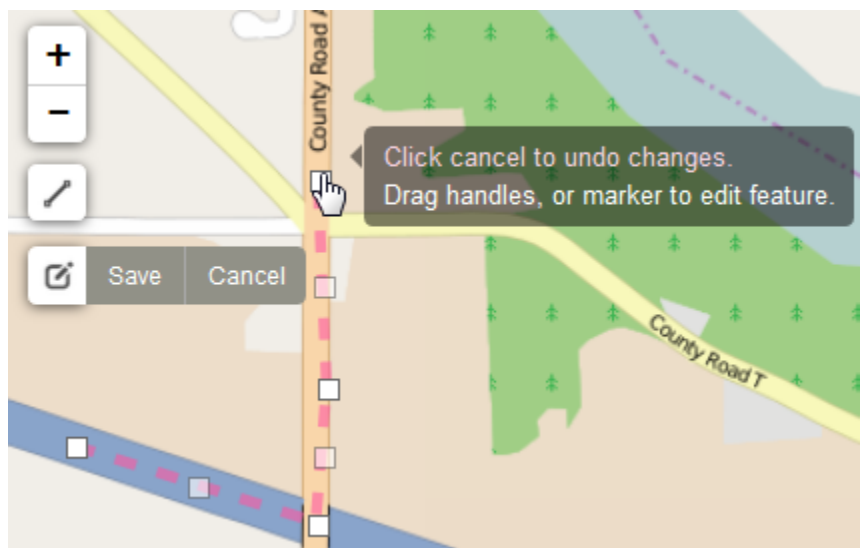 +
County Road A
−
Click cancel to undo changes.
Drag handles, or marker to edit feature.
Save
Cancel
County Road T